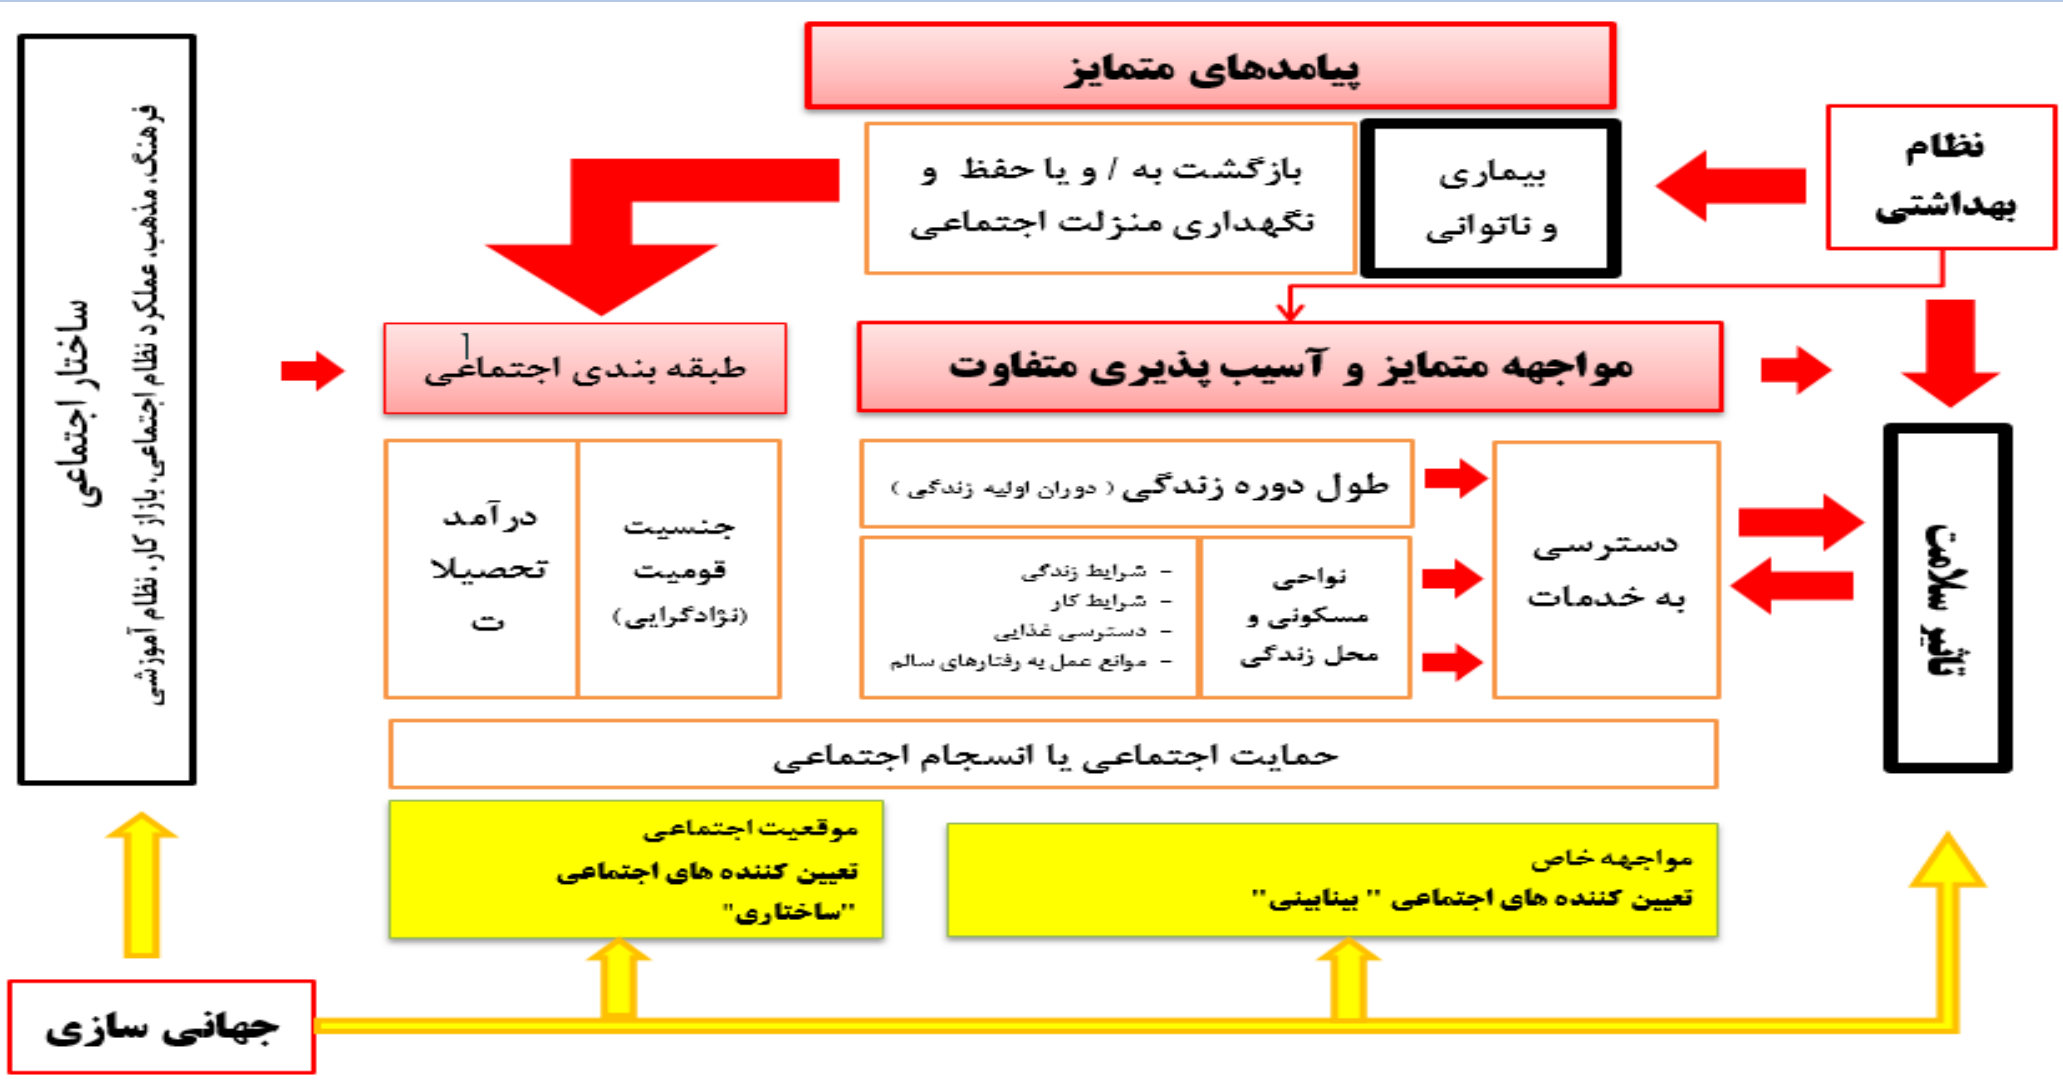 پیامدهای متمایز
نظام
بهداشتی
بیماری
و ناتوانی
بازگشت به / و یا حفظ و
نگهداری منزلت اجتماعی
ساختار اجتماعی
فرهنگ، مذهب، عملکرد نظام اجتماعی، بازاز کار، نظام آموزشی
مواجهه متمایز و آسیب پذیری متفاوت
طبقه بندی اجتماعی
طول دوره زندگی ( دوران اولیه زندگی )
دسترسی
به خدمات
نواحی
مسکونی و
محل زندگی
- شرایط زندگی
- شرایط کار
- دسترسی غذایی
- موانع عمل به رفتارهای سالم
جنسیت
قومیت
(نژادگرایی)
درآمد
تحصیلا
ت
تاثیر سلامت
حمایت اجتماعی یا انسجام اجتماعی
مواجهه خاص
تعیین کننده های اجتماعی " بینابینی"
موقعیت اجتماعی
تعیین کننده های اجتماعی
"ساختاری"
جهانی سازی